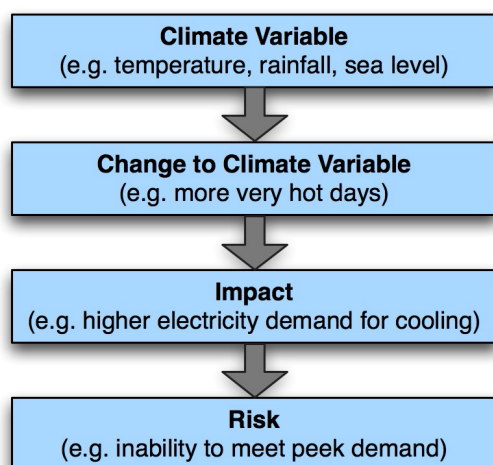 Climate Variable
(e.g. temperature, rainfall, sea level)
Change to Climate Variable
(e.g. more very hot days)
Impact
(e.g. higher electricity demand for cooling)
Risk
(e.g. inability to meet peek demand)